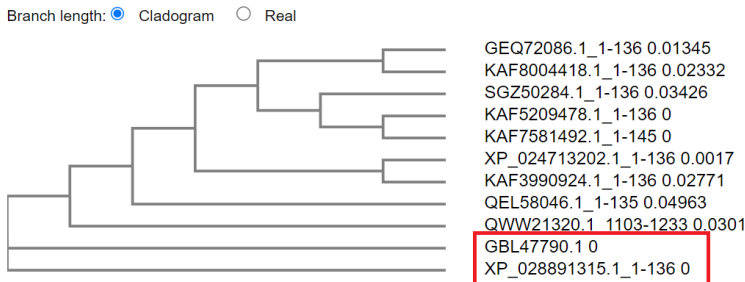 Branch length: Cladogram Real
GEQ72086.1_1-136 0.01345
KAF8004418.1_1-136 0.02332
SGZ50284.1_1-136 0.03426
KAF5209478.1_1-136 0
KAF7581492.1_1-145 0
XP_024713202.1_1-136 0.0017
KAF3990924.1_1-136 0.02771
QEL58046.1_1-135 0.04963
QWW21320.1_1103-1233 0.0301
GBL47790.1 0
XP_028891315.1_1-136 0